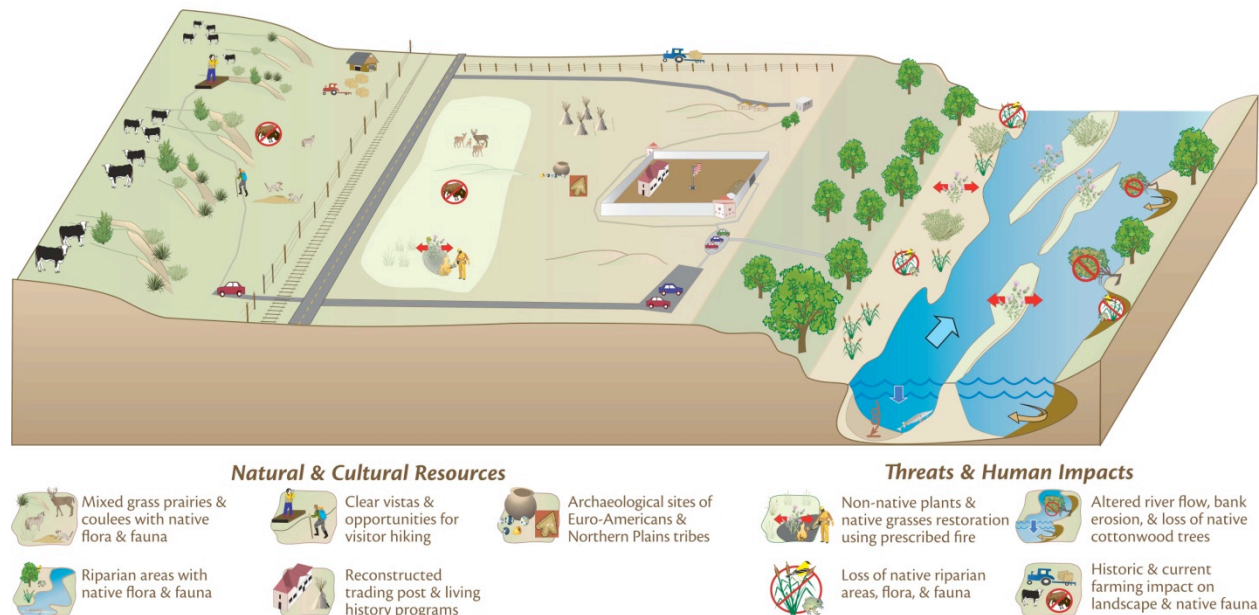 Natural & Cultural Resources
Mixed grass prairies &
coulees with native
flora & fauna
Clear vistas &
opportunities for
visitor hiking
Archaeological sites of
Euro-Americans &
Northern Plains tribes
Riparian areas with
native flora & fauna
Reconstructed
trading post & living
history programs
Threats & Human Impacts
Non-native plants &
native grasses restoration
using prescribed fire
Altered river flow, bank
erosion, & loss of native
cottonwood trees
Loss of native riparian
areas, flora, & fauna
Historic & current
farming impact on
landscape & native fauna